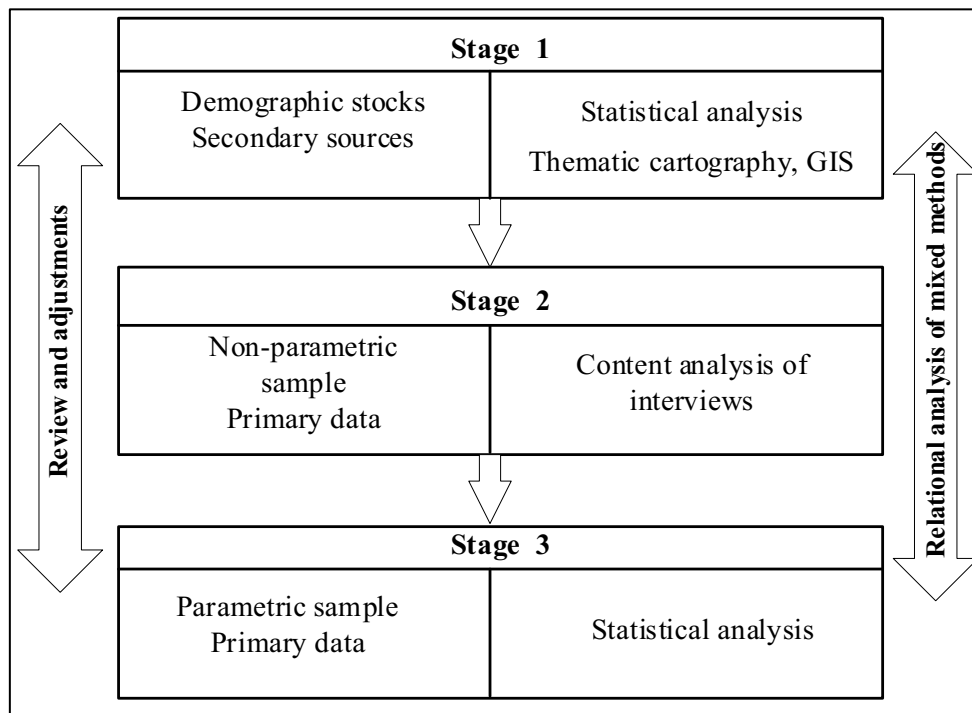 Stage 1
Demographic stocks
Secondary sources
Statistical analysis
Thematic cartography, GIS
Stage 2
Non-parametric
sample
Primary data
Content analysis of
interviews
Stage 3
Parametric sample
Primary data
Statistical analysis
Review and adjustments
Relational analysis of mixed methods